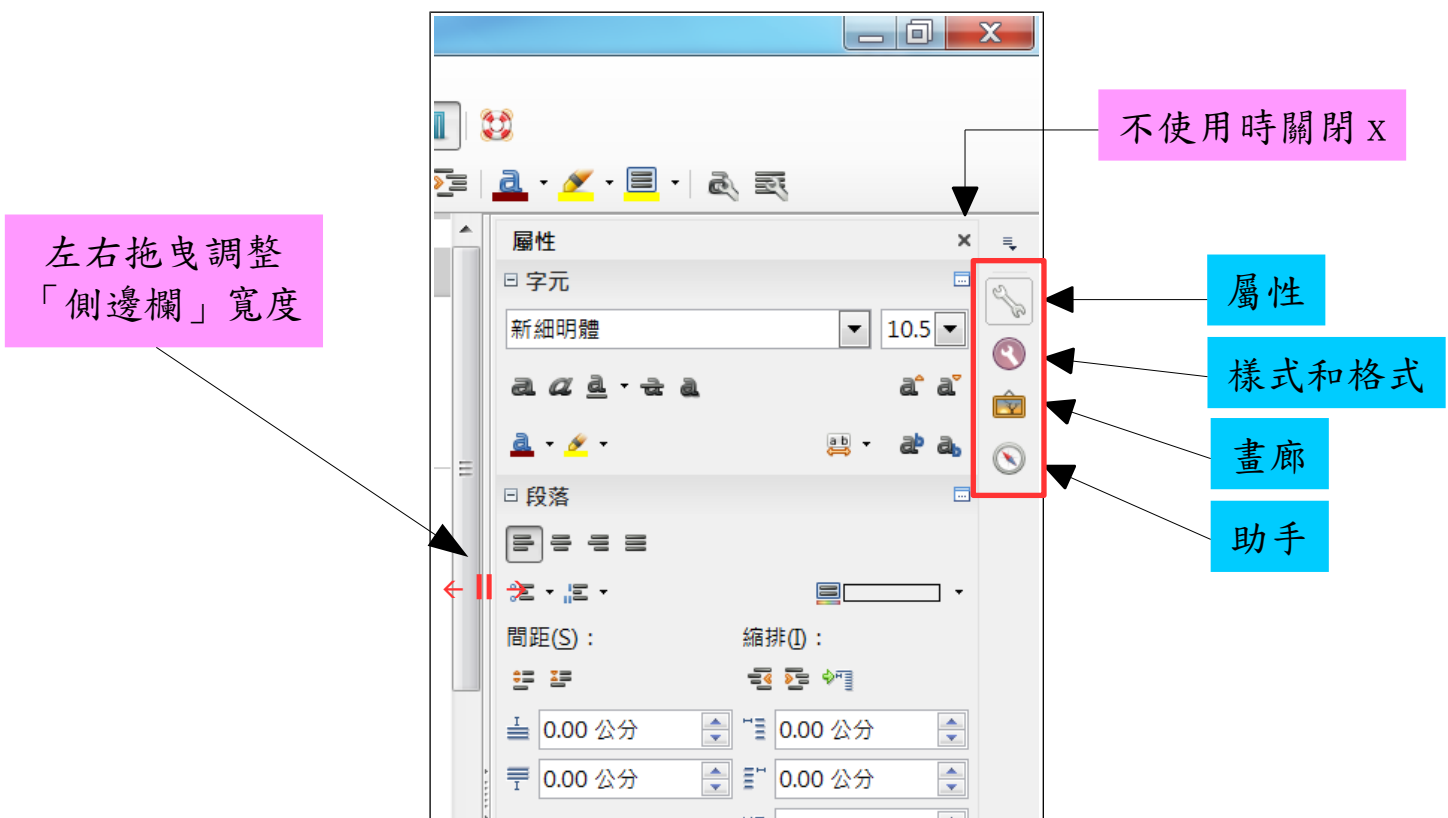 不使用時關閉 x
左右拖曳調整
「側邊欄」寬度
屬性
字元
新細明體 10.5
段落
間距(S)： 縮排(I)：
0.00 公分 0.00 公分
0.00 公分 0.00 公分
屬性
樣式和格式
畫廊
助手